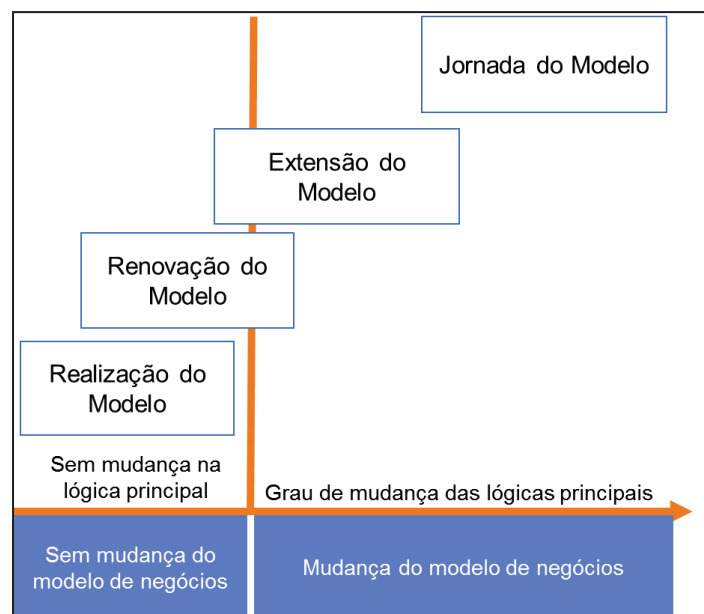 Jornada do Modelo
Extensão do
Modelo
Renovação do
Modelo
Realização do
Modelo
Sem mudança na
lógica principal
Grau de mudança das lógicas principais
Sem mudança do
modelo de negócios
Mudança do modelo de negócios